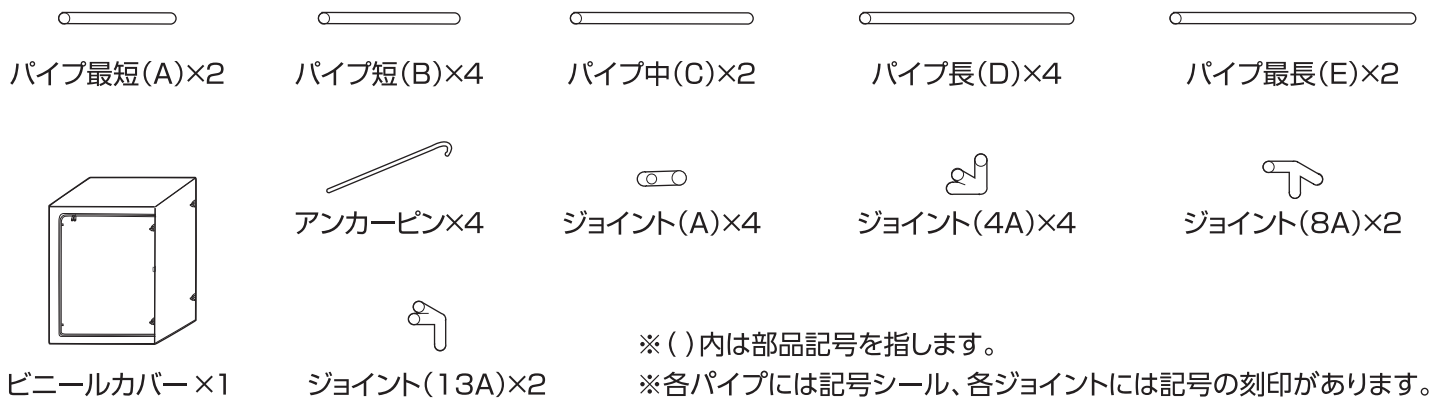 パイプ最短(A)×2
パイプ短(B)×4
パイプ中(C)×2
パイプ長(D)×4
パイプ最長(E)×2
アンカーピン×4
ジョイント(A)×4
ジョイント(4A)×4
ジョイント(8A)×2
ビニールカバー×1
ジョイント(13A)×2
※( )内は部品記号を指します。
※各パイプには記号シール、各ジョイントには記号の刻印があります。